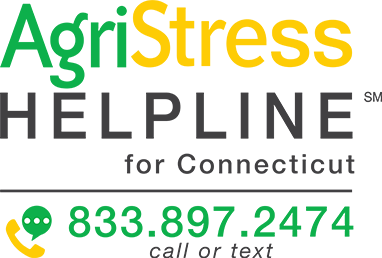 AgriStress
HELPLINE℠
for Connecticut
833.897.2474
call or text